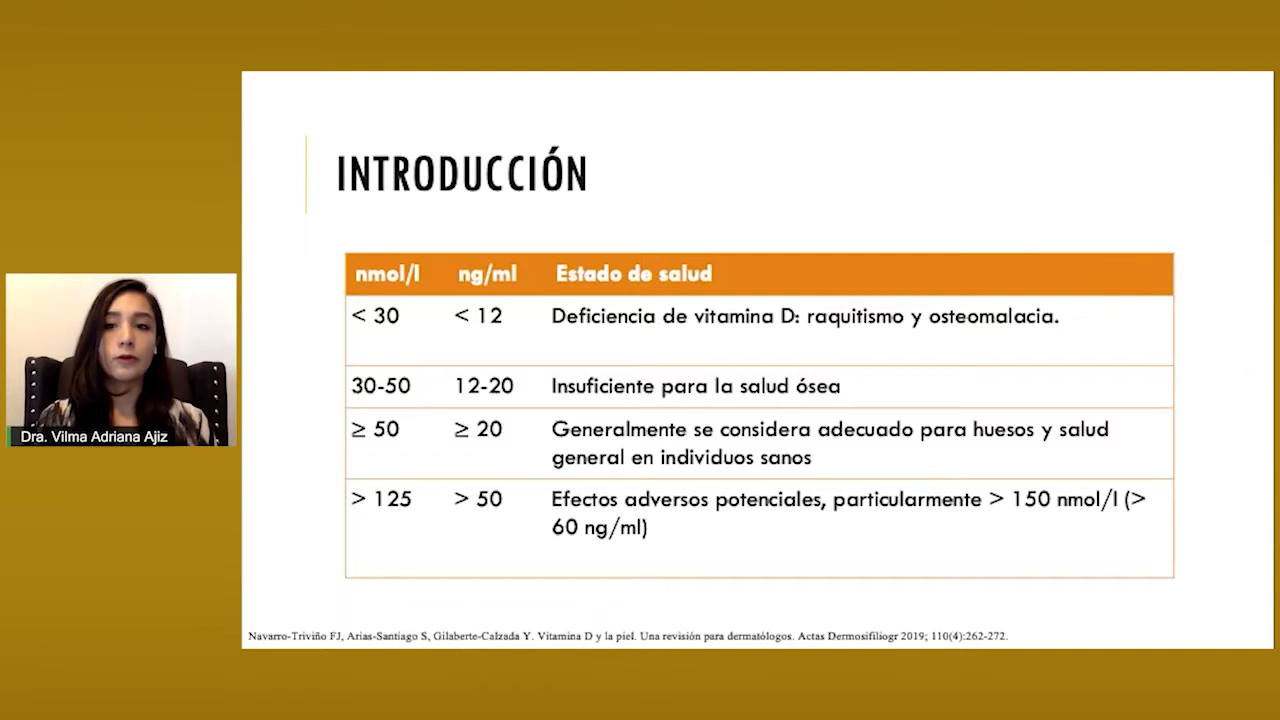 INTRODUCCIÓN
nmol/l ng/ml Estado de salud
< 30 < 12 Deficiencia de vitamina D: raquitismo y osteomalacia.
30-50 12-20 Insuficiente para la salud ósea
≥ 50 ≥ 20 Generalmente se considera adecuado para huesos y salud
general en individuos sanos
> 125 > 50 Efectos adversos potenciales, particularmente > 150 nmol/l (>
60 ng/ml)
Dra. Vilma Adriana Ajiz
Navarro-Triviño FJ, Arias-Santiago S, Gilaberte-Calzada Y. Vitamina D y la piel. Una revisión para dermatólogos. Actas Dermosifiliogr 2019; 110(4):262-272.